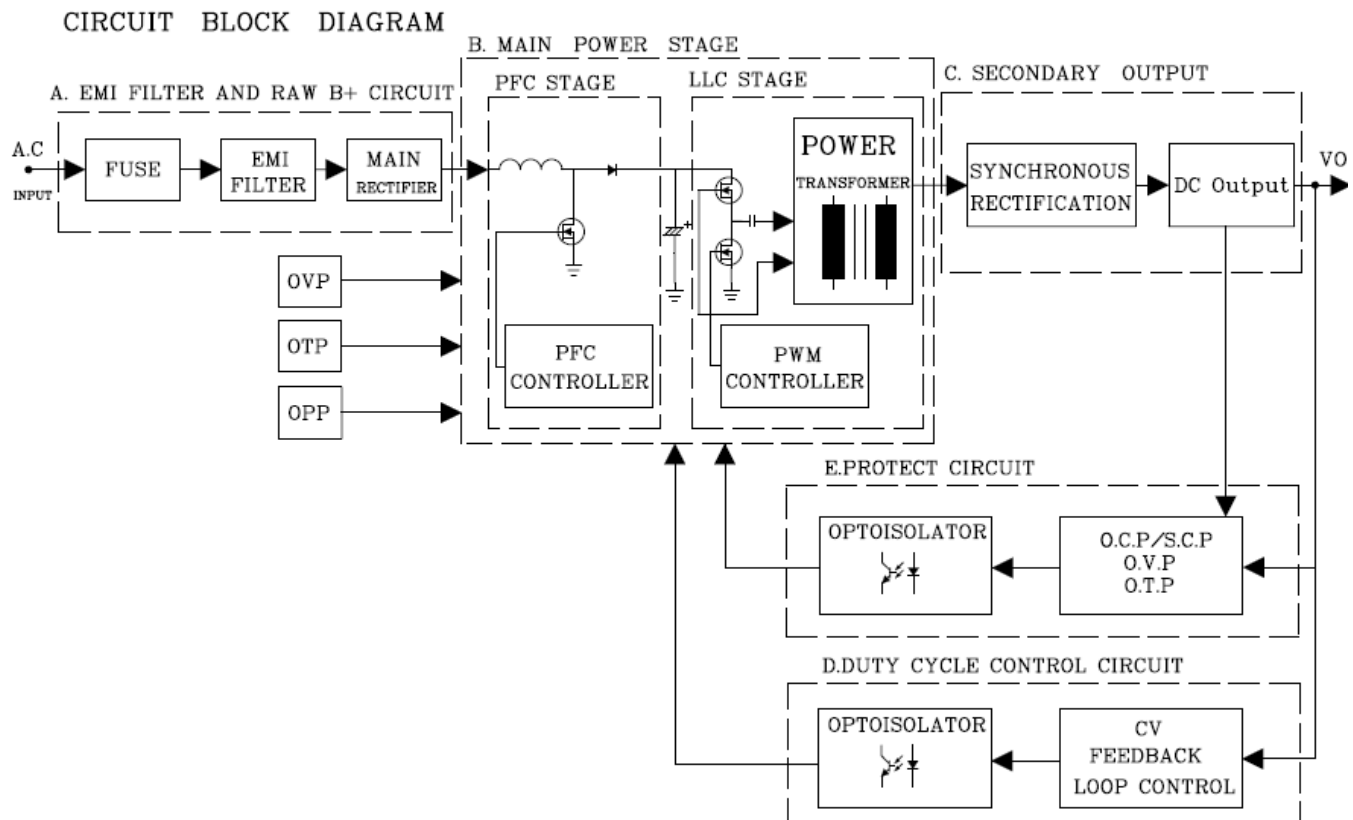 CIRCUIT BLOCK DIAGRAM
B. MAIN POWER STAGE
PFC STAGE
LLC STAGE
C. SECONDARY OUTPUT
A. EMI FILTER AND RAW B+ CIRCUIT
A.C
INPUT
FUSE
EMI
FILTER
MAIN
RECTIFIER
POWER
TRANSFORMER
SYNCHRONOUS
RECTIFICATION
DC Output
VO
+
OVP
OTP
OPP
PFC
CONTROLLER
PWM
CONTROLLER
E.PROTECT CIRCUIT
OPTOISOLATOR
O.C.P/S.C.P
O.V.P
O.T.P
D.DUTY CYCLE CONTROL CIRCUIT
OPTOISOLATOR
CV
FEEDBACK
LOOP CONTROL